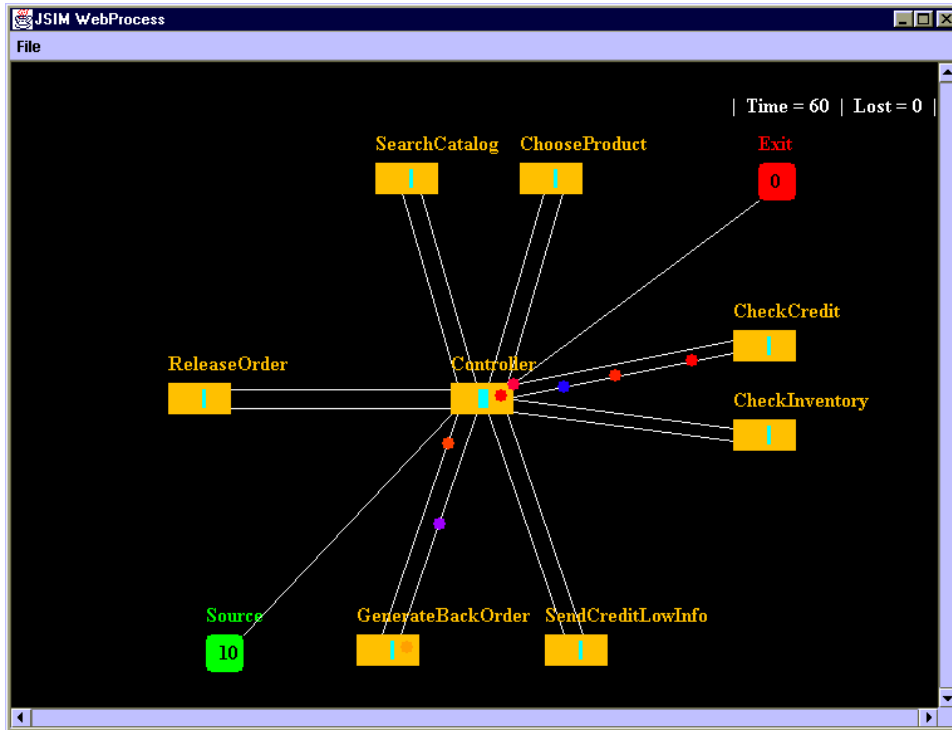 JSIM WebProcess
File
| Time = 60 | Lost = 0 |
SearchCatalog ChooseProduct Exit
0
CheckCredit
ReleaseOrder Controller
CheckInventory
Source GenerateBackOrder SendCreditLowInfo
10